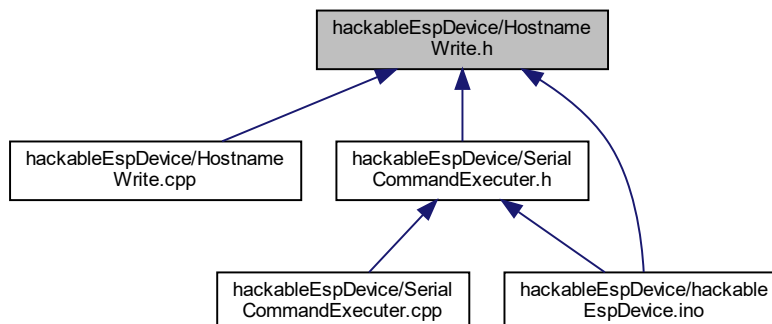 hackableEspDevice/Hostname
Write.h
hackableEspDevice/Hostname
Write.cpp
hackableEspDevice/Serial
CommandExecuter.h
hackableEspDevice/Serial
CommandExecuter.cpp
hackableEspDevice/hackable
EspDevice.ino